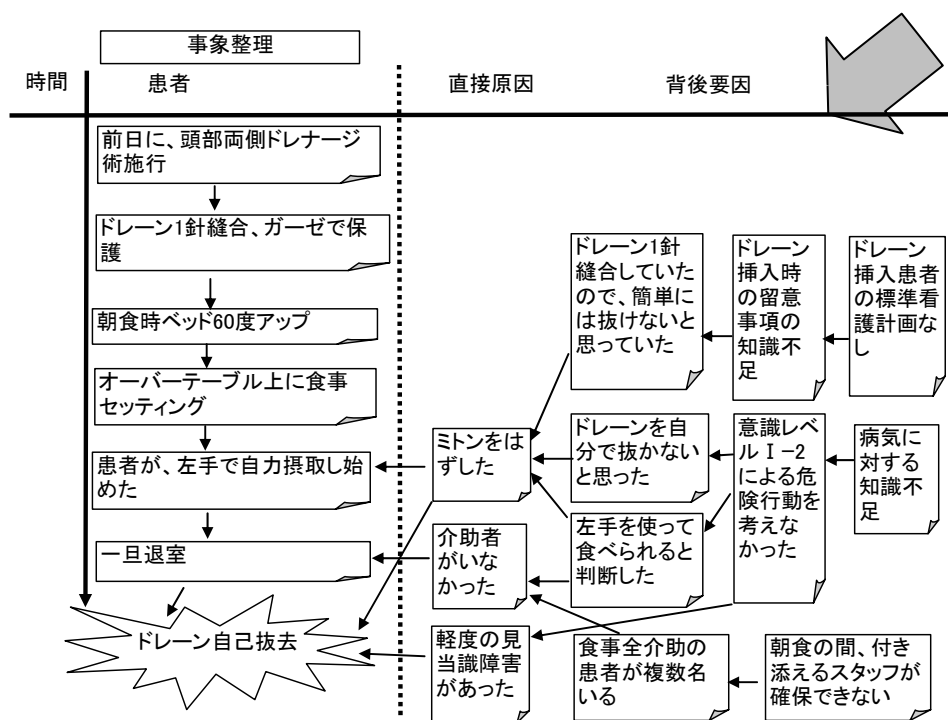 事象整理
時間
患者
直接原因
背後要因
前日に、頭部両側ドレナージ
術施行
ドレーン1針縫合、ガーゼで保
護
朝食時ベッド60度アップ
オーバーテーブル上に食事
セッティング
患者が、左手で自力摂取し始
めた
一旦退室
ドレーン自己抜去
ミトンをは
ずした
介助者
がいな
かった
軽度の見
当識障害
があった
ドレーン1針
縫合していた
ので、簡単に
は抜けないと
思っていた
ドレーンを自
分で抜かない
と思った
左手を使って
食べられると
判断した
食事全介助の
患者が複数名
いる
ドレーン
挿入時
の留意
事項の
知識不
足
意識レベ
ルⅠ-2
による危
険行動を
考えな
かった
ドレーン
挿入患者
の標準看
護計画な
し
病気に
対する
知識不
足
朝食の間、付き
添えるスタッフが
確保できない